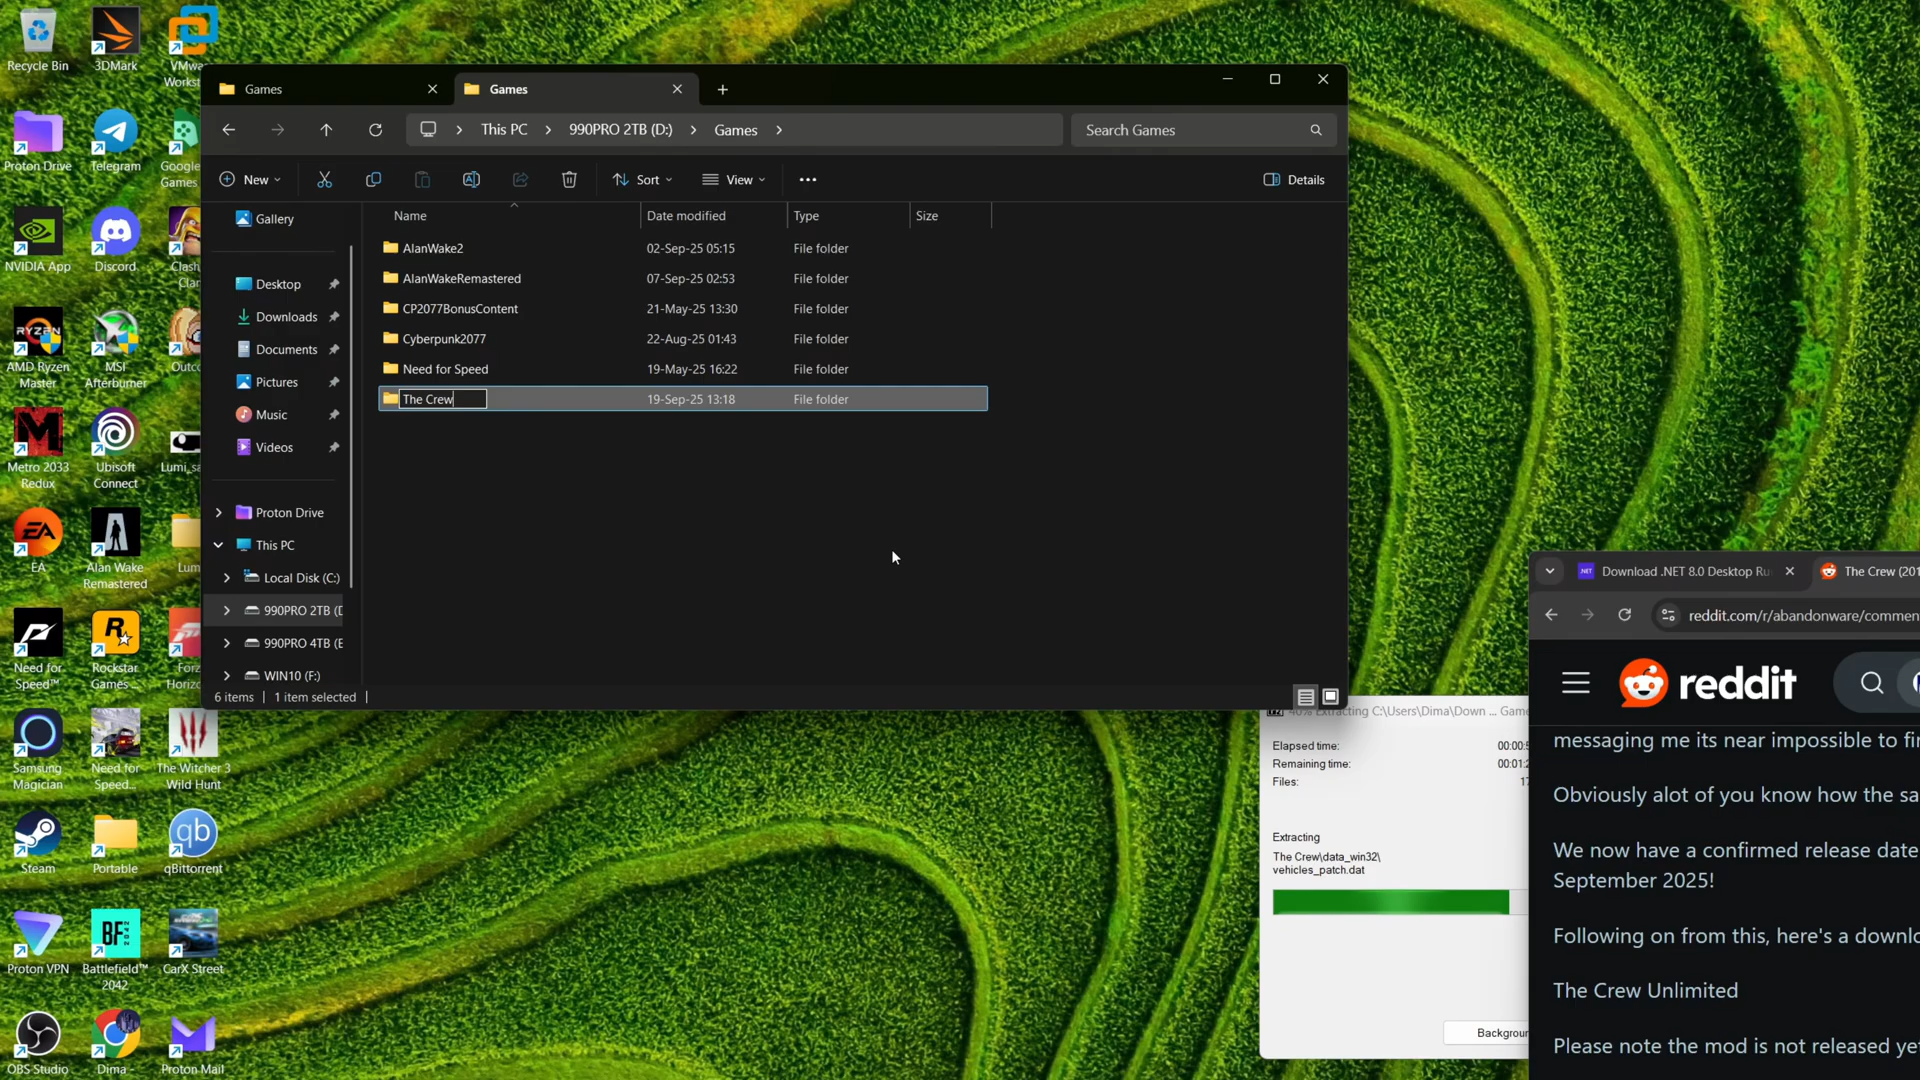 Recycle Bin
3DMark
VMwa
Workst
Proton Drive
Telegram
Google
Games
NVIDIA App
Discord
Clash
Clar
AMD Ryzen
Master
MSI
Afterburner
Outc
Metro 2033
Redux
Ubisoft
Connect
Lumi_sa
EA
Alan Wake
Remastered
Lum
Need for
Speed™
Rockstar
Games ...
Forz
Horizo
Samsung
Magician
Need for
Speed...
The Witcher 3
Wild Hunt
Steam
Portable
qBittorrent
Proton VPN
Battlefield™
2042
CarX Street
OBS Studio
Dima -
Proton Mail
Games
Games
This PC
990PRO 2TB (D:)
Games
Search Games
New
Sort
View
Details
Gallery
Desktop
Downloads
Documents
Pictures
Music
Videos
Proton Drive
This PC
Local Disk (C:)
990PRO 2TB (D
990PRO 4TB (E
WIN10 (F:)
Name Date modified Type Size
AlanWake2 02-Sep-25 05:15 File folder
AlanWakeRemastered 07-Sep-25 02:53 File folder
CP2077BonusContent 21-May-25 13:30 File folder
Cyberpunk2077 22-Aug-25 01:43 File folder
Need for Speed 19-May-25 16:22 File folder
The Crew 19-Sep-25 13:18 File folder
6 items 1 item selected
40% Extracting C:\Users\Dima\Down ... Game
Elapsed time: 00:00:5
Remaining time: 00:01:2
Files: 17
Extracting
The Crew\data_win32\
vehicles_patch.dat
Backgroun
.NET Download .NET 8.0 Desktop Ru
The Crew (201
reddit.com/r/abandonware/commen
reddit
messaging me its near impossible to fi
Obviously alot of you know how the sa
We now have a confirmed release date
September 2025!
Following on from this, here's a downlo
The Crew Unlimited
Please note the mod is not released ye